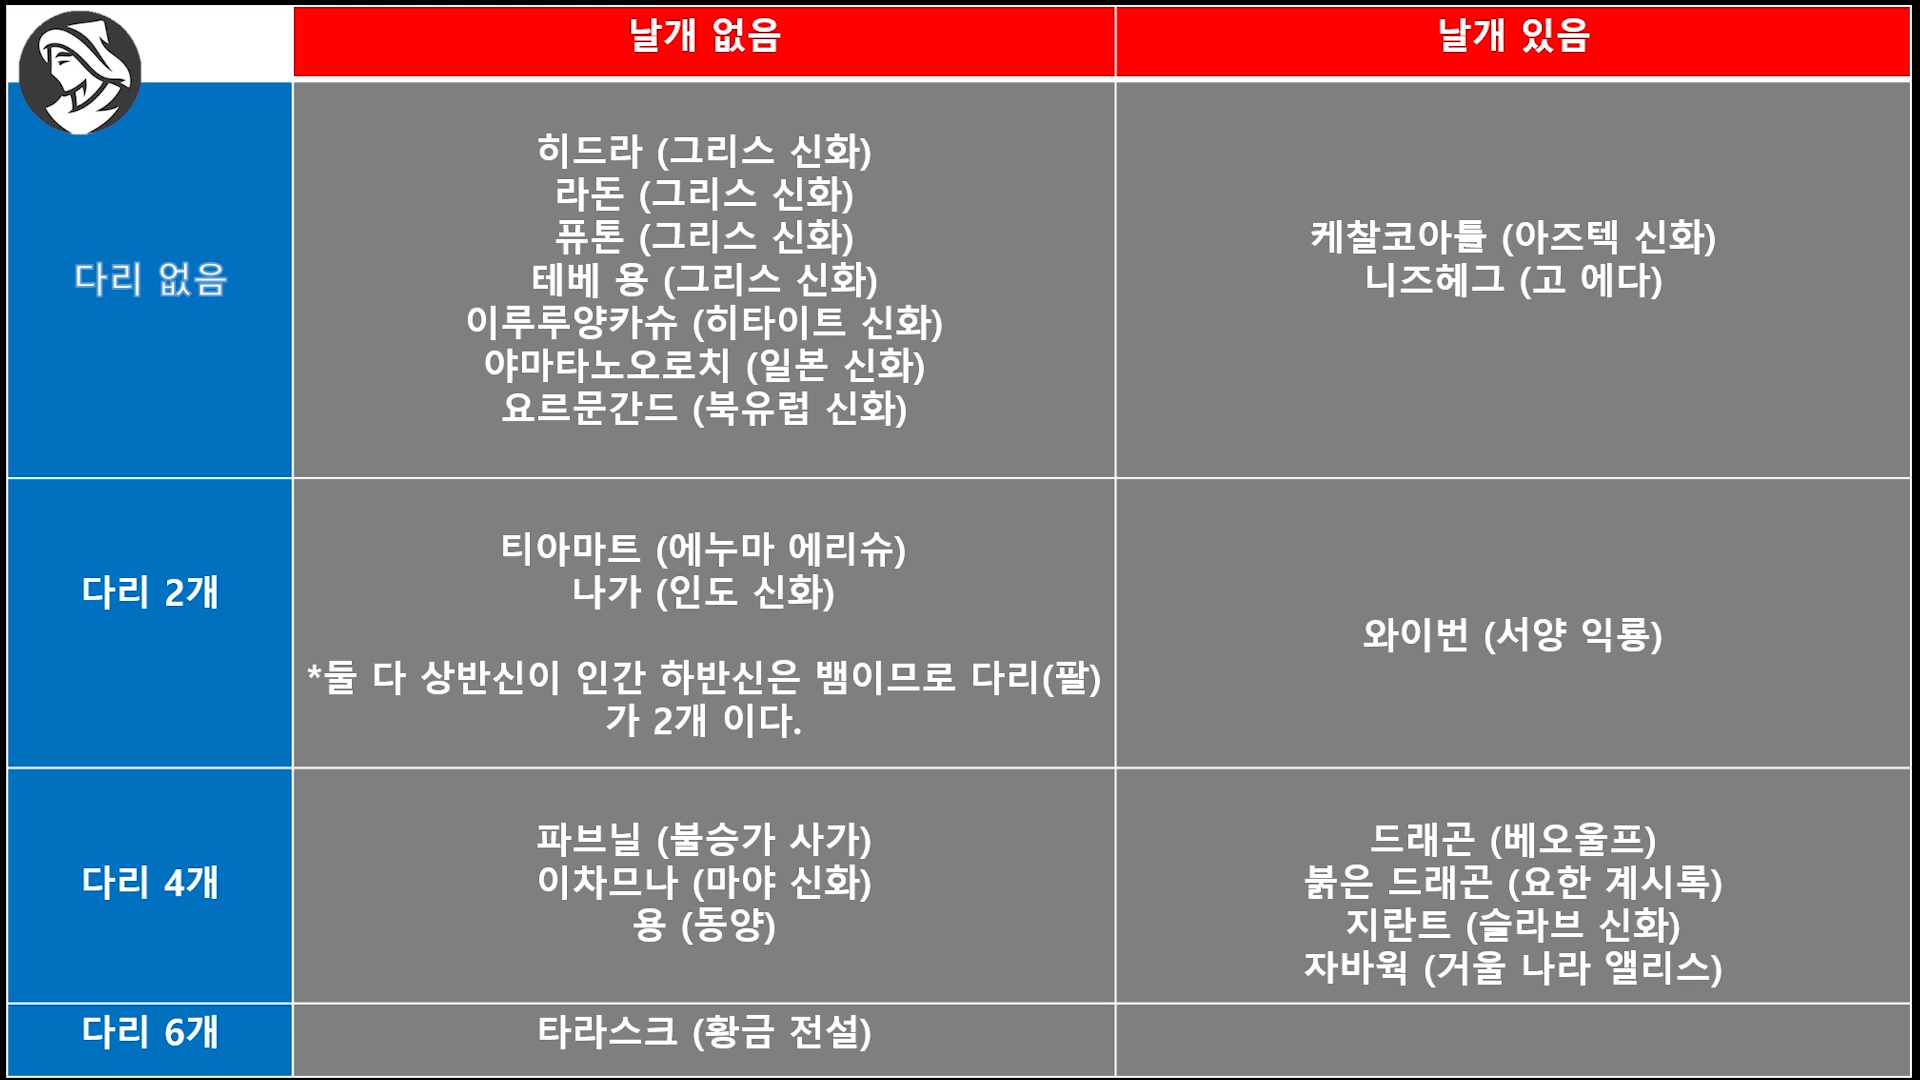 날개 없음
날개 있음
다리 없음
히드라 (그리스 신화)
라돈 (그리스 신화)
퓨톤 (그리스 신화)
테베 용 (그리스 신화)
이루루양카슈 (히타이트 신화)
야마타노오로치 (일본 신화)
요르문간드 (북유럽 신화)
케찰코아틀 (아즈텍 신화)
니즈헤그 (고 에다)
다리 2개
티아마트 (에누마 에리슈)
나가 (인도 신화)
*둘 다 상반신이 인간 하반신은 뱀이므로 다리(팔)
가 2개 이다.
와이번 (서양 익룡)
다리 4개
파브닐 (불승가 사가)
이차므나 (마야 신화)
용 (동양)
드래곤 (베오울프)
붉은 드래곤 (요한 계시록)
지란트 (슬라브 신화)
자바웍 (거울 나라 앨리스)
다리 6개
타라스크 (황금 전설)